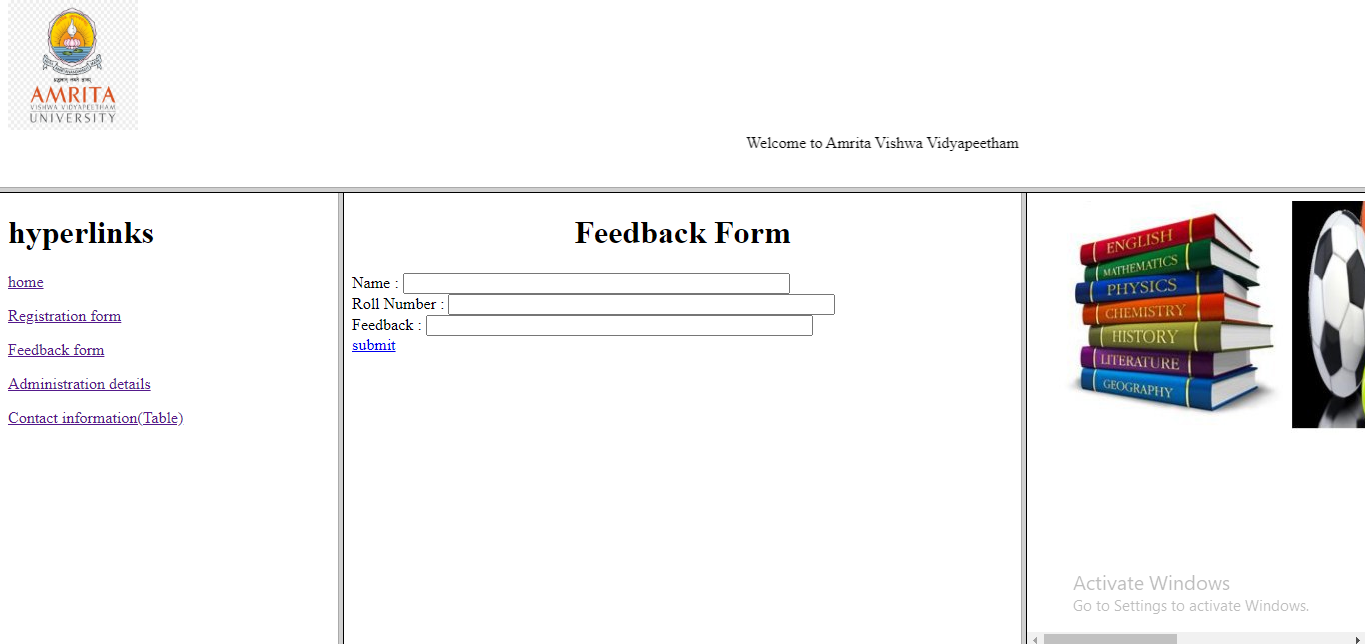 AMRITA
VISHWA VIDYAPEETHAM
UNIVERSITY
Welcome to Amrita Vishwa Vidyapeetham
hyperlinks
home
Registration form
Feedback form
Administration details
Contact information(Table)
Feedback Form
Name :
Roll Number :
Feedback :
submit
ENGLISH
MATHEMATICS
PHYSICS
CHEMISTRY
HISTORY
LITERATURE
GEOGRAPHY
Activate Windows
Go to Settings to activate Windows.